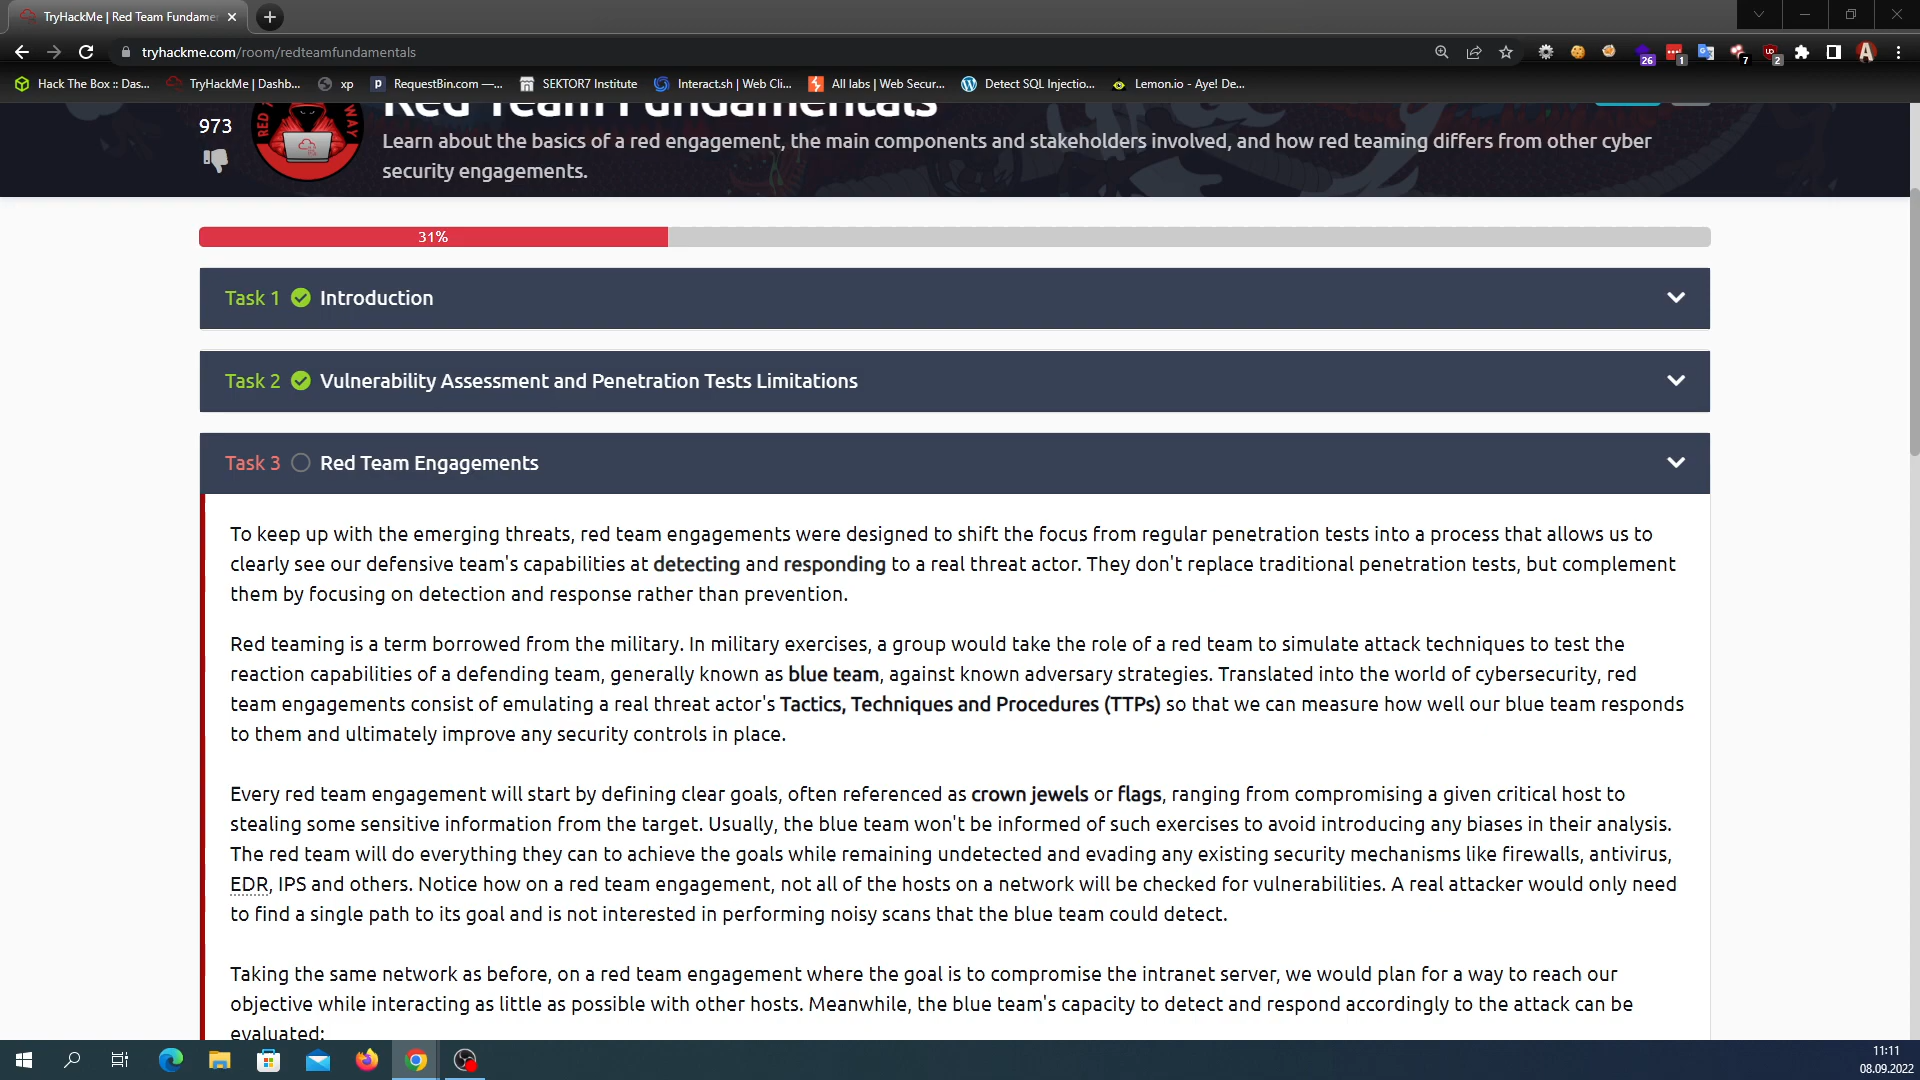 TryHackMe | Red Team Fundamen
tryhackme.com/room/redteamfundamentals
26
1
7
2
A
Hack The Box :: Das...
TryHackMe | Dashb...
xp
RequestBin.com —...
SEKTOR7 Institute
Interact.sh | Web Cli...
All labs | Web Secur...
Detect SQL Injectio...
Lemon.io - Aye! De...
Red Team Fundamentals
973
Learn about the basics of a red engagement, the main components and stakeholders involved, and how red teaming differs from other cyber
security engagements.
31%
Task 1 Introduction
Task 2 Vulnerability Assessment and Penetration Tests Limitations
Task 3 Red Team Engagements
To keep up with the emerging threats, red team engagements were designed to shift the focus from regular penetration tests into a process that allows us to
clearly see our defensive team's capabilities at detecting and responding to a real threat actor. They don't replace traditional penetration tests, but complement
them by focusing on detection and response rather than prevention.
Red teaming is a term borrowed from the military. In military exercises, a group would take the role of a red team to simulate attack techniques to test the
reaction capabilities of a defending team, generally known as blue team, against known adversary strategies. Translated into the world of cybersecurity, red
team engagements consist of emulating a real threat actor's Tactics, Techniques and Procedures (TTPs) so that we can measure how well our blue team responds
to them and ultimately improve any security controls in place.
Every red team engagement will start by defining clear goals, often referenced as crown jewels or flags, ranging from compromising a given critical host to
stealing some sensitive information from the target. Usually, the blue team won't be informed of such exercises to avoid introducing any biases in their analysis.
The red team will do everything they can to achieve the goals while remaining undetected and evading any existing security mechanisms like firewalls, antivirus,
EDR, IPS and others. Notice how on a red team engagement, not all of the hosts on a network will be checked for vulnerabilities. A real attacker would only need
to find a single path to its goal and is not interested in performing noisy scans that the blue team could detect.
Taking the same network as before, on a red team engagement where the goal is to compromise the intranet server, we would plan for a way to reach our
objective while interacting as little as possible with other hosts. Meanwhile, the blue team's capacity to detect and respond accordingly to the attack can be
evaluated:
11:11
08.09.2022